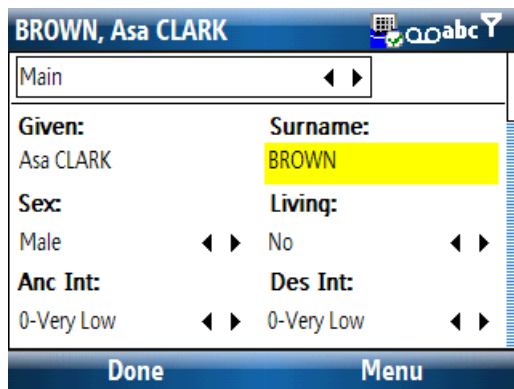 BROWN, Asa CLARK abc
Main
Given: Surname:
Asa CLARK BROWN
Sex: Living:
Male No
Anc Int: Des Int:
0-Very Low 0-Very Low
Done Menu